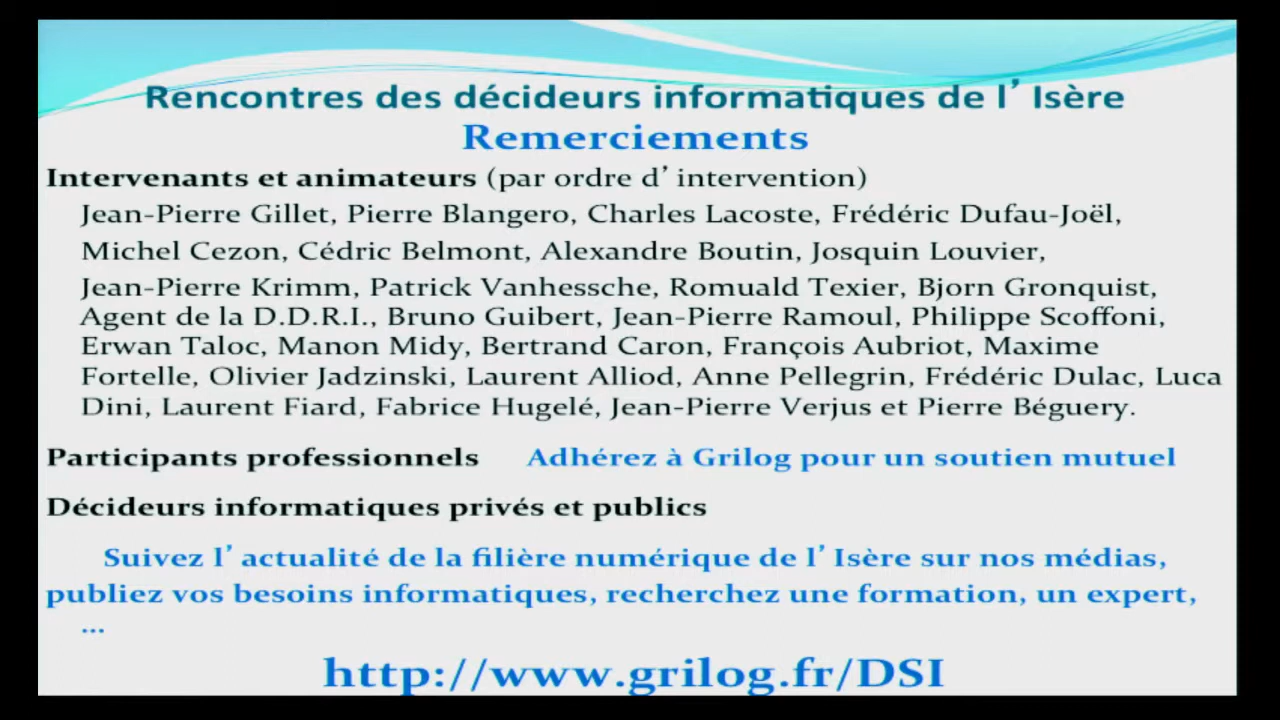 Rencontres des décideurs informatiques de l’Isère
Remerciements
Intervenants et animateurs (par ordre d’intervention)
Jean-Pierre Gillet, Pierre Blangero, Charles Lacoste, Frédéric Dufau-Joël,
Michel Cezon, Cédric Belmont, Alexandre Boutin, Josquin Louvier,
Jean-Pierre Krimm, Patrick Vanhessche, Romuald Texier, Bjorn Gronquist,
Agent de la D.D.R.I., Bruno Guibert, Jean-Pierre Ramoul, Philippe Scoffoni,
Erwan Taloc, Manon Midy, Bertrand Caron, François Aubriot, Maxime
Fortelle, Olivier Jadzinski, Laurent Alliod, Anne Pellegrin, Frédéric Dulac, Luca
Dini, Laurent Fiard, Fabrice Hugelé, Jean-Pierre Verjus et Pierre Béguery.
Participants professionnels Adhérez à Grilog pour un soutien mutuel
Décideurs informatiques privés et publics
Suivez l’actualité de la filière numérique de l’Isère sur nos médias,
publiez vos besoins informatiques, recherchez une formation, un expert,
...
http://www.grilog.fr/DSI